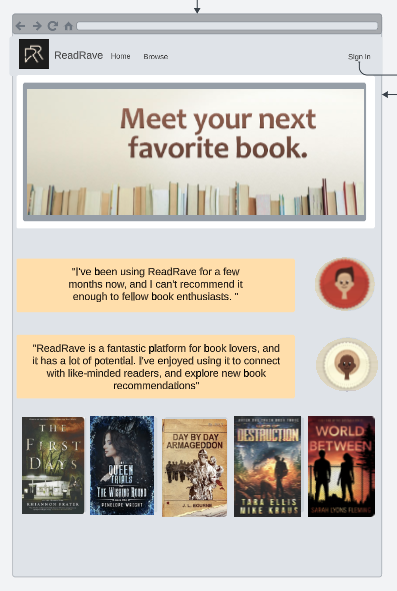 ReadRave Home Browse Sign In
Meet your next
favorite book.
"I've been using ReadRave for a few
months now, and I can't recommend it
enough to fellow book enthusiasts. "
"ReadRave is a fantastic platform for book lovers, and
it has a lot of potential. I've enjoyed using it to connect
with like-minded readers, and explore new book
recommendations"
THE
FIRST
DAYS
RHIANNON FRATER
QUEEN
TRIALS
THE WISHING BOUND
PENELOPE WRIGHT
DAY BY DAY
ARMAGEDDON
J. L. BOURNE
DESTRUCTION
TARA ELLIS
MIKE KRAUS
WORLD
BETWEEN
SARAH LYONS FLEMING